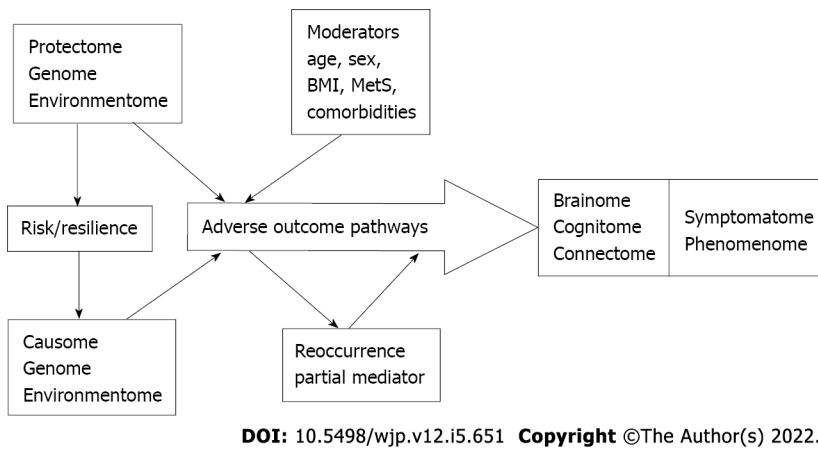 Protectome
Genome
Environmentome
Moderators
age, sex,
BMI, MetS,
comorbidities
Risk/resilience
Adverse outcome pathways
Brainome
Cognitome
Connectome
Symptomatome
Phenomenome
Causome
Genome
Environmentome
Reoccurrence
partial mediator
DOI: 10.5498/wjp.v12.i5.651 Copyright ©The Author(s) 2022.